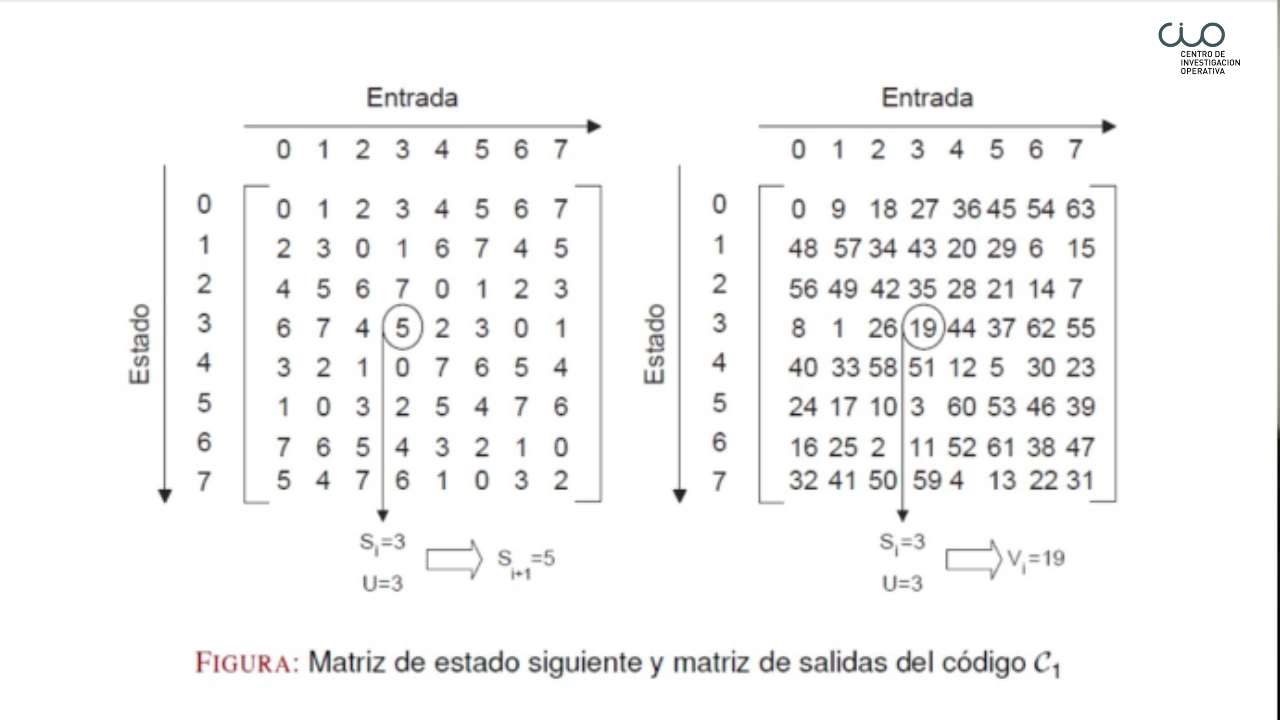 CIO
CENTRO DE
INVESTIGACION
OPERATIVA
Entrada
0 1 2 3 4 5 6 7
Estado
0 0 1 2 3 4 5 6 7
1 2 3 0 1 6 7 4 5
2 4 5 6 7 0 1 2 3
3 6 7 4 5 2 3 0 1
4 3 2 1 0 7 6 5 4
5 1 0 3 2 5 4 7 6
6 7 6 5 4 3 2 1 0
7 5 4 7 6 1 0 3 2
Si=3
U=3
Si+1=5
Entrada
0 1 2 3 4 5 6 7
Estado
0 0 9 18 27 36 45 54 63
1 48 57 34 43 20 29 6 15
2 56 49 42 35 28 21 14 7
3 8 1 26 19 44 37 62 55
4 40 33 58 51 12 5 30 23
5 24 17 10 3 60 53 46 39
6 16 25 2 11 52 61 38 47
7 32 41 50 59 4 13 22 31
Si=3
U=3
Vi=19
FIGURA: Matriz de estado siguiente y matriz de salidas del código C1